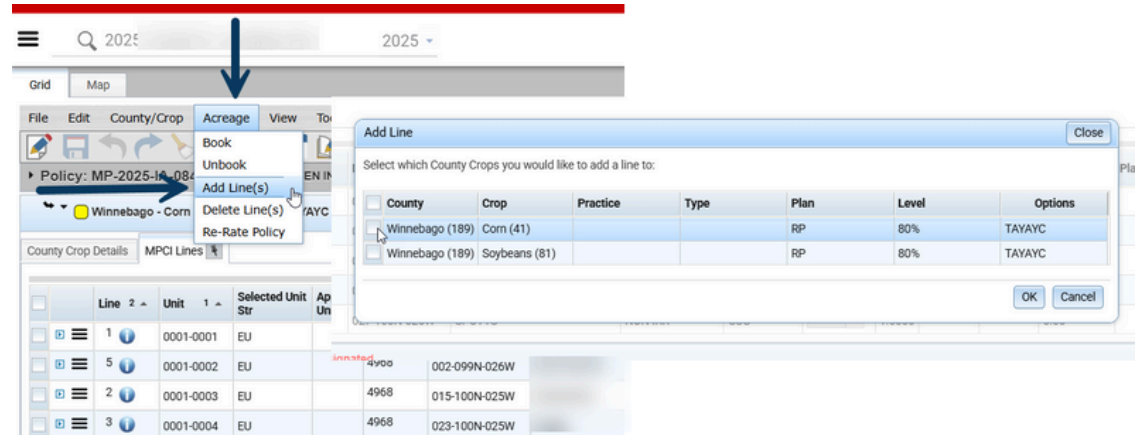 2025
2025
Grid Map
File Edit County/Crop Acreage View
Book
Unbook
Add Line(s)
Delete Line(s)
Re-Rate Policy
Policy: MP-2025-IA-084
Winnebago - Corn
County Crop Details MPCI Lines
Line 2 Unit 1 Selected Unit Str
1 0001-0001 EU
5 0001-0002 EU 4968 002-099N-026W
2 0001-0003 EU 4968 015-100N-025W
3 0001-0004 EU 4968 023-100N-025W
Add Line Close
Select which County Crops you would like to add a line to:
County Crop Practice Type Plan Level Options
Winnebago (189) Corn (41) RP 80% TAYAYC
Winnebago (189) Soybeans (81) RP 80% TAYAYC
OK Cancel